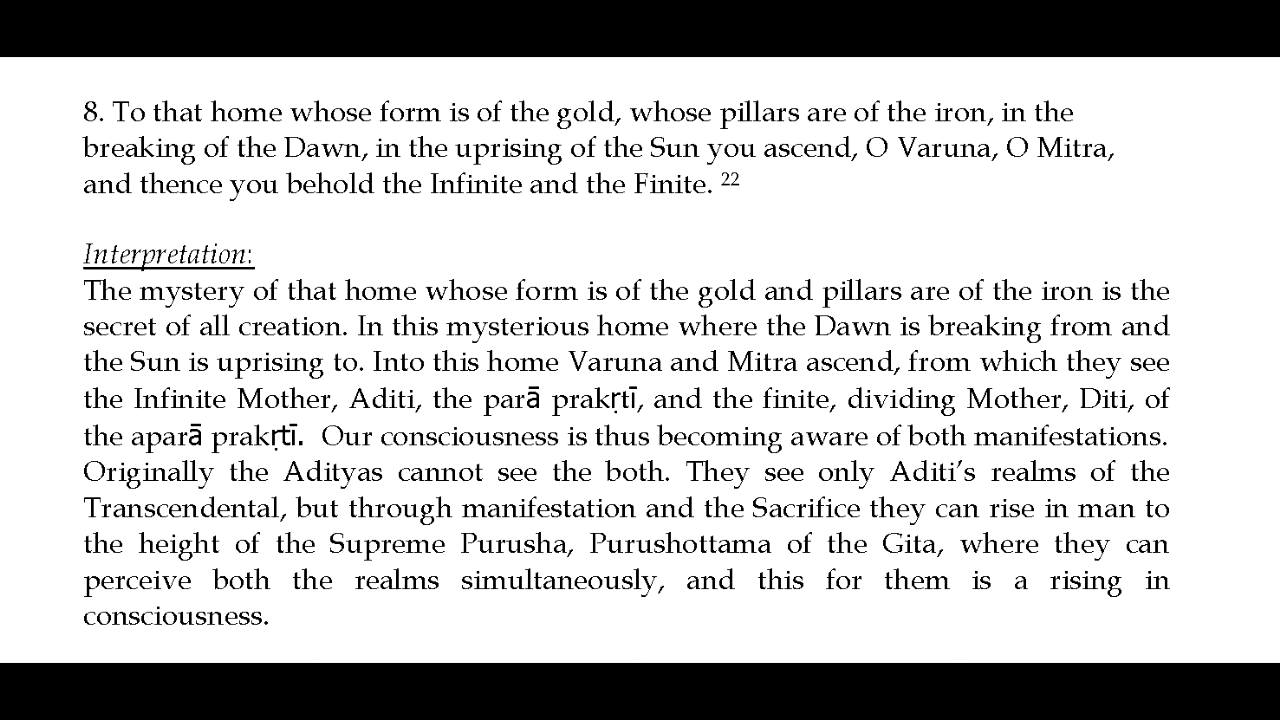 8. To that home whose form is of the gold, whose pillars are of the iron, in the
breaking of the Dawn, in the uprising of the Sun you ascend, O Varuna, O Mitra,
and thence you behold the Infinite and the Finite. 22
Interpretation:
The mystery of that home whose form is of the gold and pillars are of the iron is the
secret of all creation. In this mysterious home where the Dawn is breaking from and
the Sun is uprising to. Into this home Varuna and Mitra ascend, from which they see
the Infinite Mother, Aditi, the parā prakṛtī, and the finite, dividing Mother, Diti, of
the aparā prakṛtī. Our consciousness is thus becoming aware of both manifestations.
Originally the Adityas cannot see the both. They see only Aditi’s realms of the
Transcendental, but through manifestation and the Sacrifice they can rise in man to
the height of the Supreme Purusha, Purushottama of the Gita, where they can
perceive both the realms simultaneously, and this for them is a rising in
consciousness.